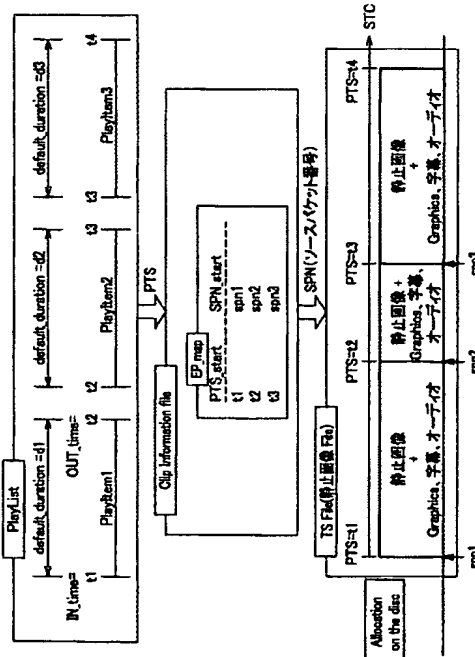 PlayList
default_duration =d1
default_duration =d2
default_duration =d3
IN_time=
OUT_time=
t1
t2
t2
t3
t3
t4
PlayItem1
PlayItem2
PlayItem3
PTS
Clip Information file
EP_map
PTS_start
SPN_start
t1
spn1
t2
spn2
t3
spn3
SPN(ソースパケット番号)
TS File(静止画像 File)
STC
PTS=t1
PTS=t2
PTS=t3
PTS=t4
静止画像
+
Graphics、字幕、オーディオ
静止画像 +
Graphics、字幕、
オーディオ
静止画像
+
Graphics、字幕、オーディオ
Allocation
on the disc
spn1
spn2
spn3